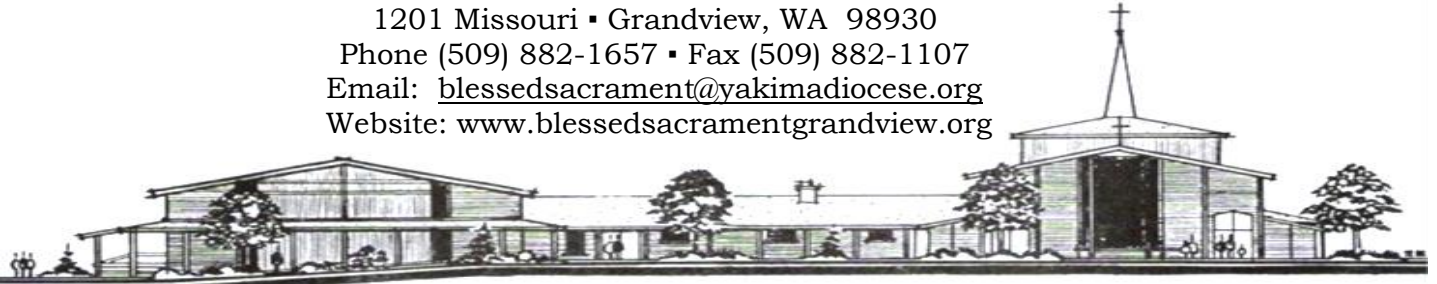 1201 Missouri ▪ Grandview, WA 98930
Phone (509) 882-1657 ▪ Fax (509) 882-1107
Email: blessedsacrament@yakimadiocese.org
Website: www.blessedsacramentgrandview.org